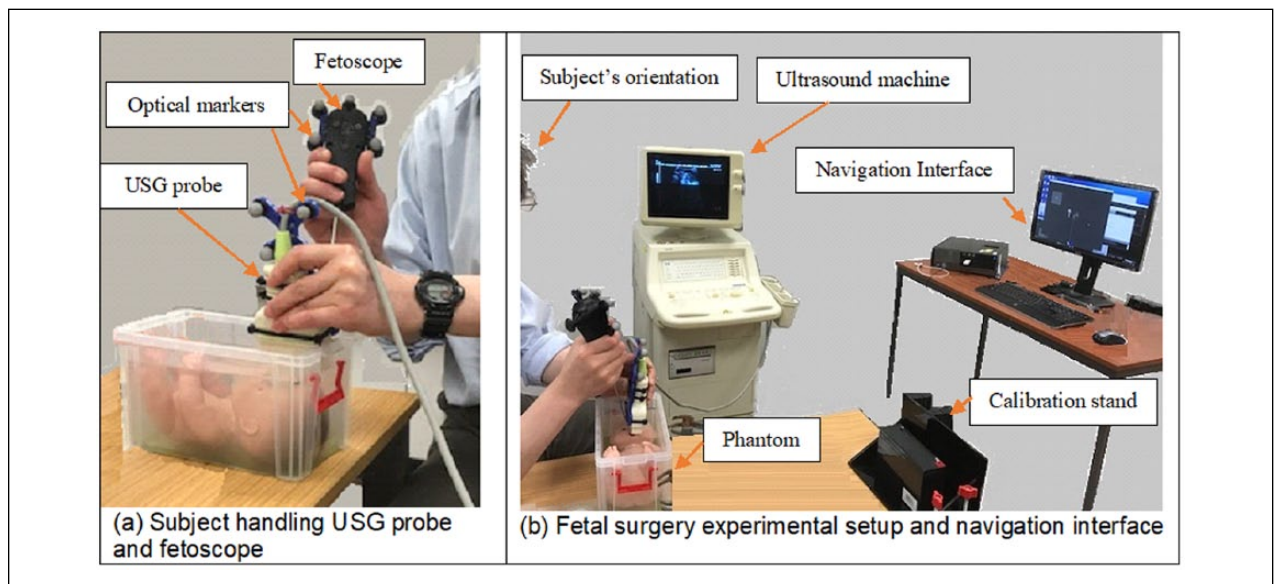 Fetoscope
Optical markers
USG probe
(a) Subject handling USG probe
and fetoscope
Subject's orientation
Ultrasound machine
Navigation Interface
Calibration stand
Phantom
(b) Fetal surgery experimental setup and navigation interface